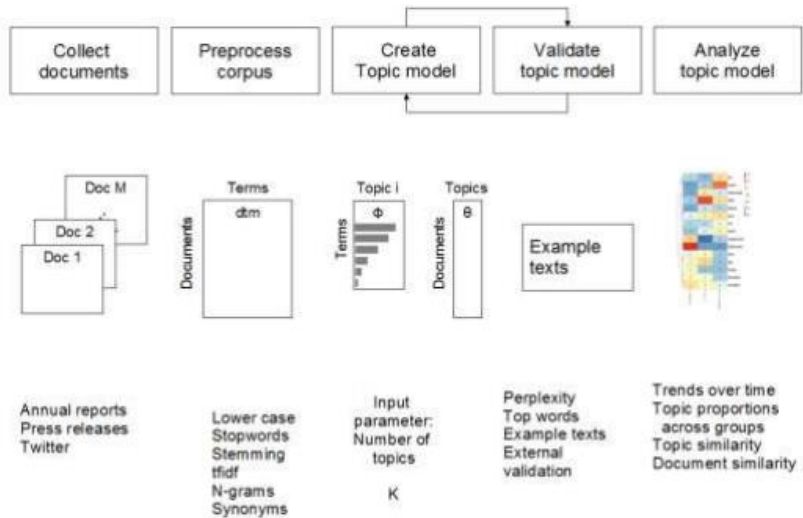 Collect
documents
Preprocess
corpus
Create
Topic model
Validate
topic model
Analyze
topic model
Doc M
Doc 2
Doc 1
Terms
Documents
dtm
Topic i
Terms
Φ
Topics
Documents
θ
Example
texts
Annual reports
Press releases
Twitter
Lower case
Stopwords
Stemming
tfidf
N-grams
Synonyms
Input
parameter:
Number of
topics
K
Perplexity
Top words
Example texts
External
validation
Trends over time
Topic proportions
across groups
Topic similarity
Document similarity